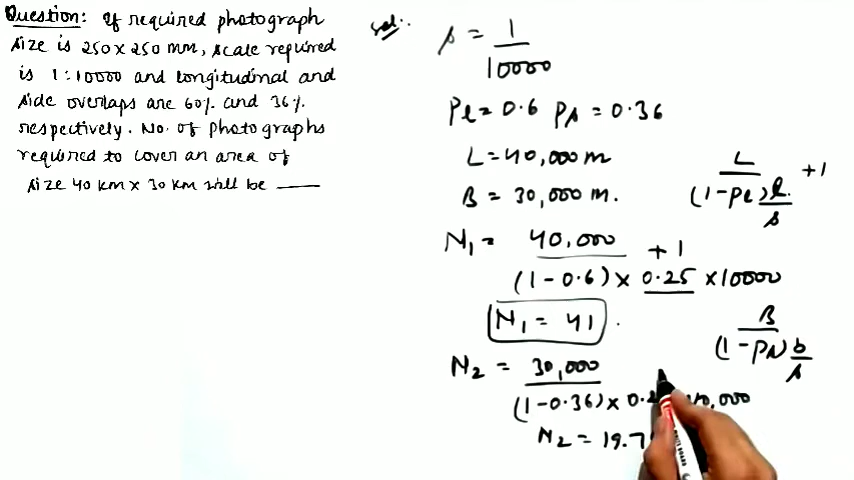 Question: If required photograph
size is 250 x 250 mm, scale required
is 1:10000 and longitudinal and
side overlaps are 60% and 36%
respectively. No. of photographs
required to cover an area of
size 40 km x 30 km will be ____
Sol:.
s = 1 / 10000
Pl = 0.6 Ps = 0.36
L = 40,000 m
B = 30,000 m.
L / (1 - Pl) l/s + 1
N1 = 40,000 / (1 - 0.6) x 0.25 x 10000 + 1
N1 = 41
B / (1 - Ps) b/s
N2 = 30,000 / (1 - 0.36) x 0.2 ,000
N2 = 19.7